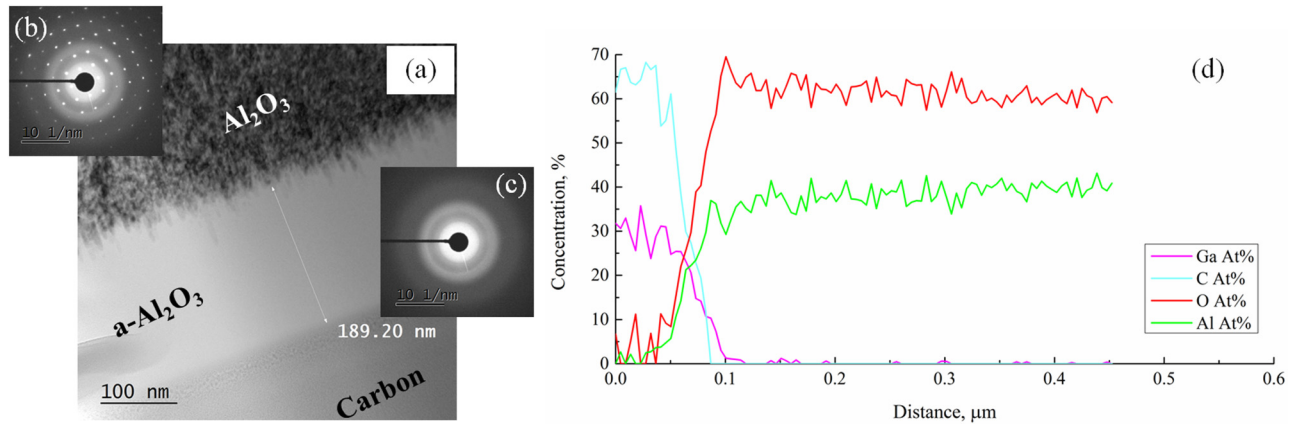 (b)
10 1/nm
(a)
Al₂O₃
(c)
10 1/nm
a-Al₂O₃
189.20 nm
100 nm
Carbon
(d)
Concentration, %
70
60
50
40
30
20
10
0
0.0 0.1 0.2 0.3 0.4 0.5 0.6
Distance, μm
Ga At%
C At%
O At%
Al At%